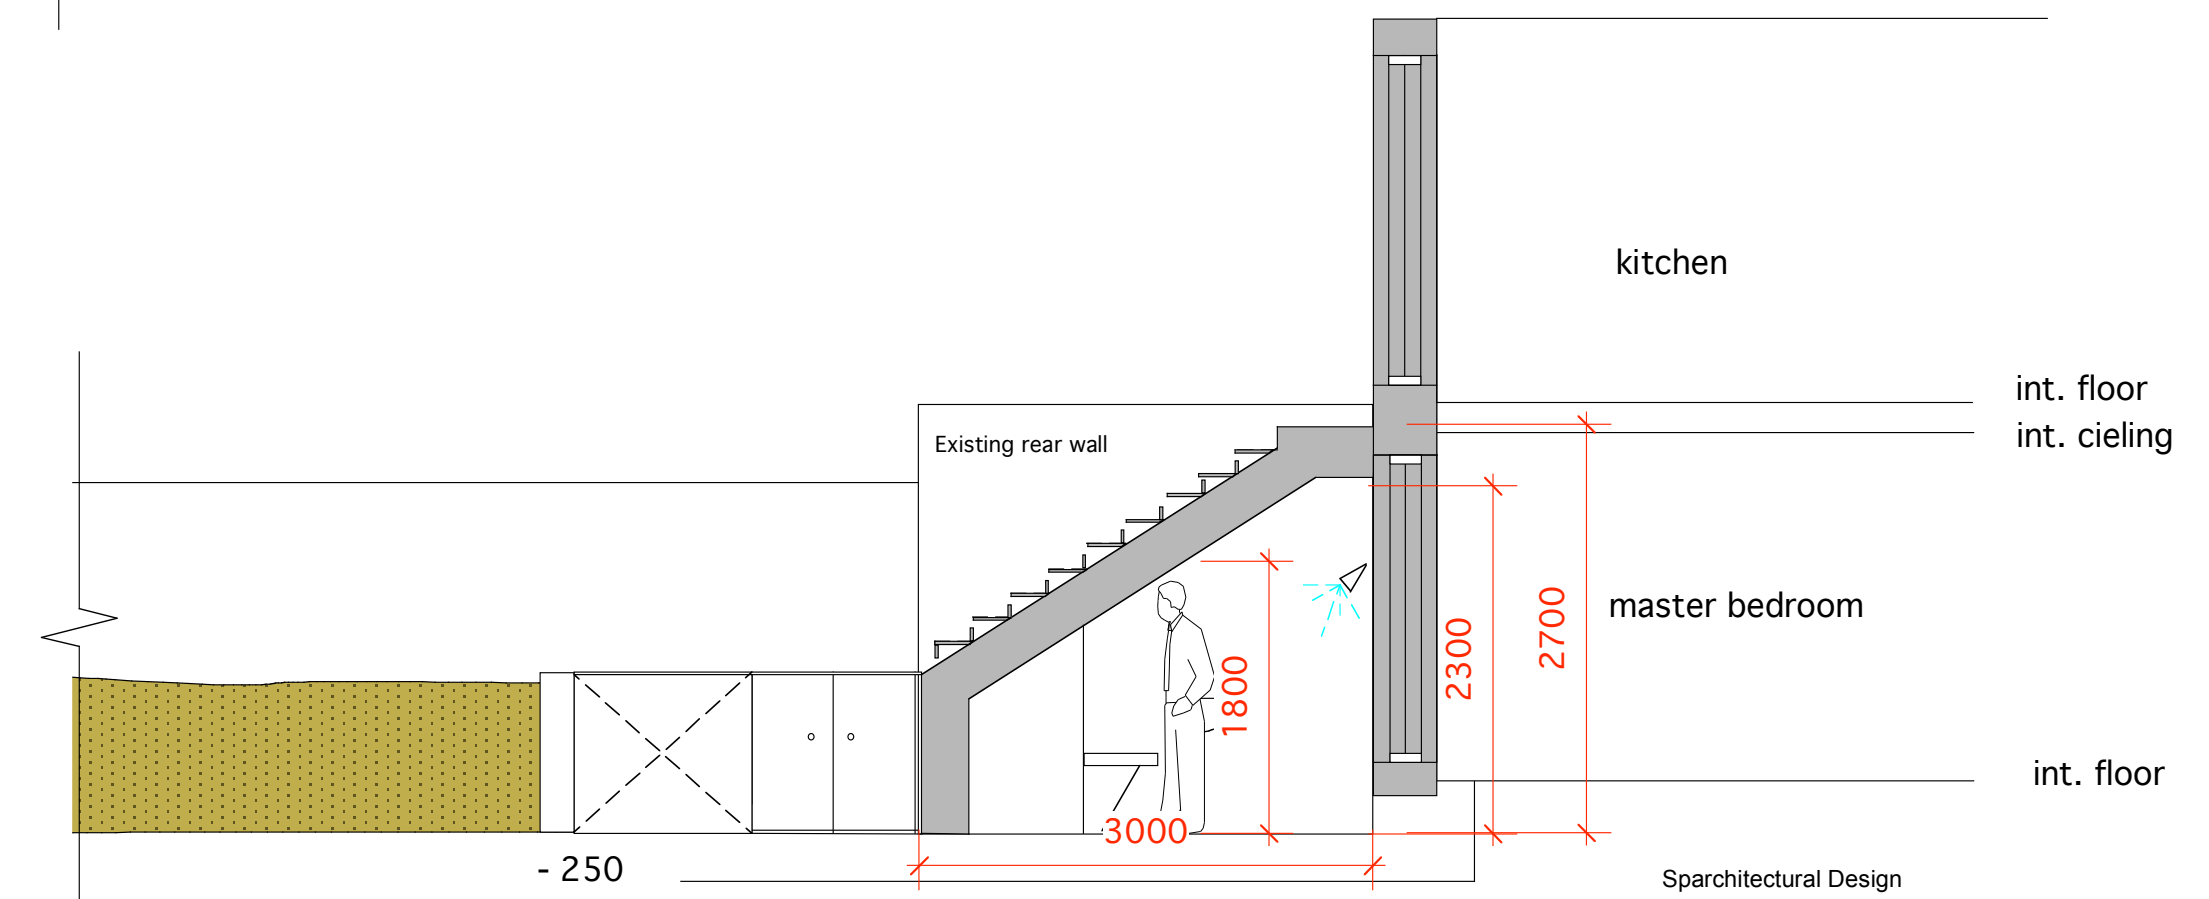 kitchen
int. floor
int. cieling
Existing rear wall
master bedroom
2700
2300
1800
int. floor
3000
- 250
Sparchitectural Design